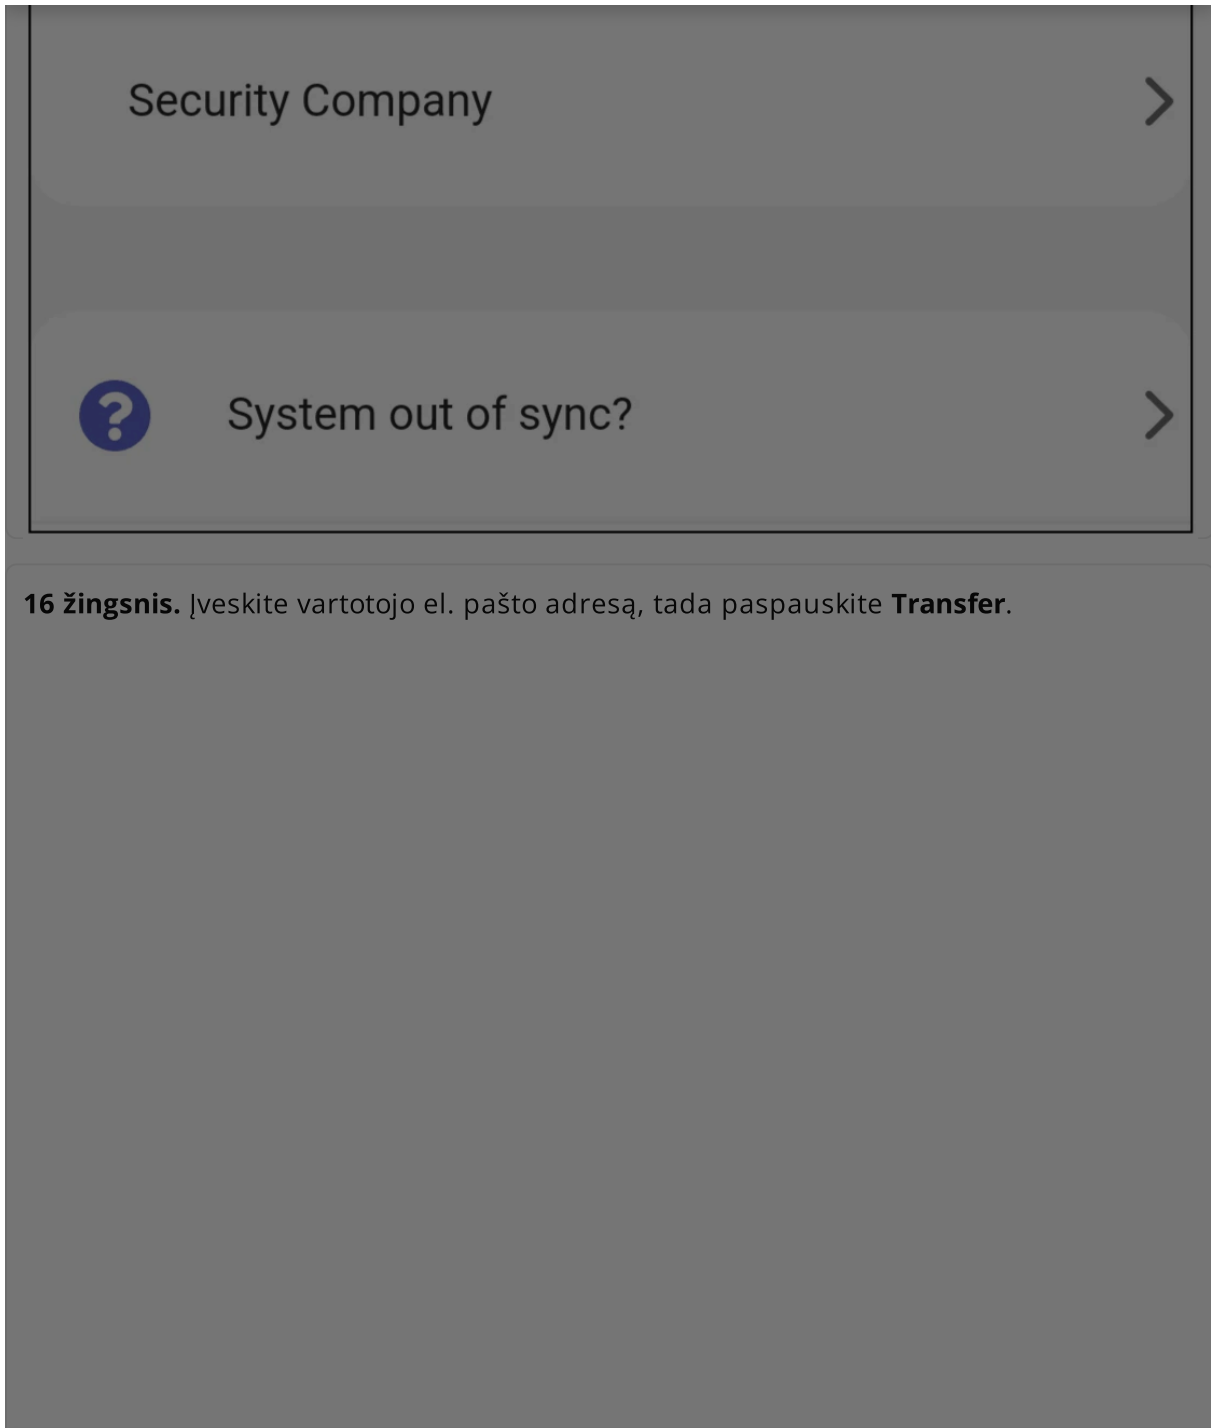 Security Company
System out of sync?
16 žingsnis. Įveskite vartotojo el. pašto adresą, tada paspauskite Transfer.